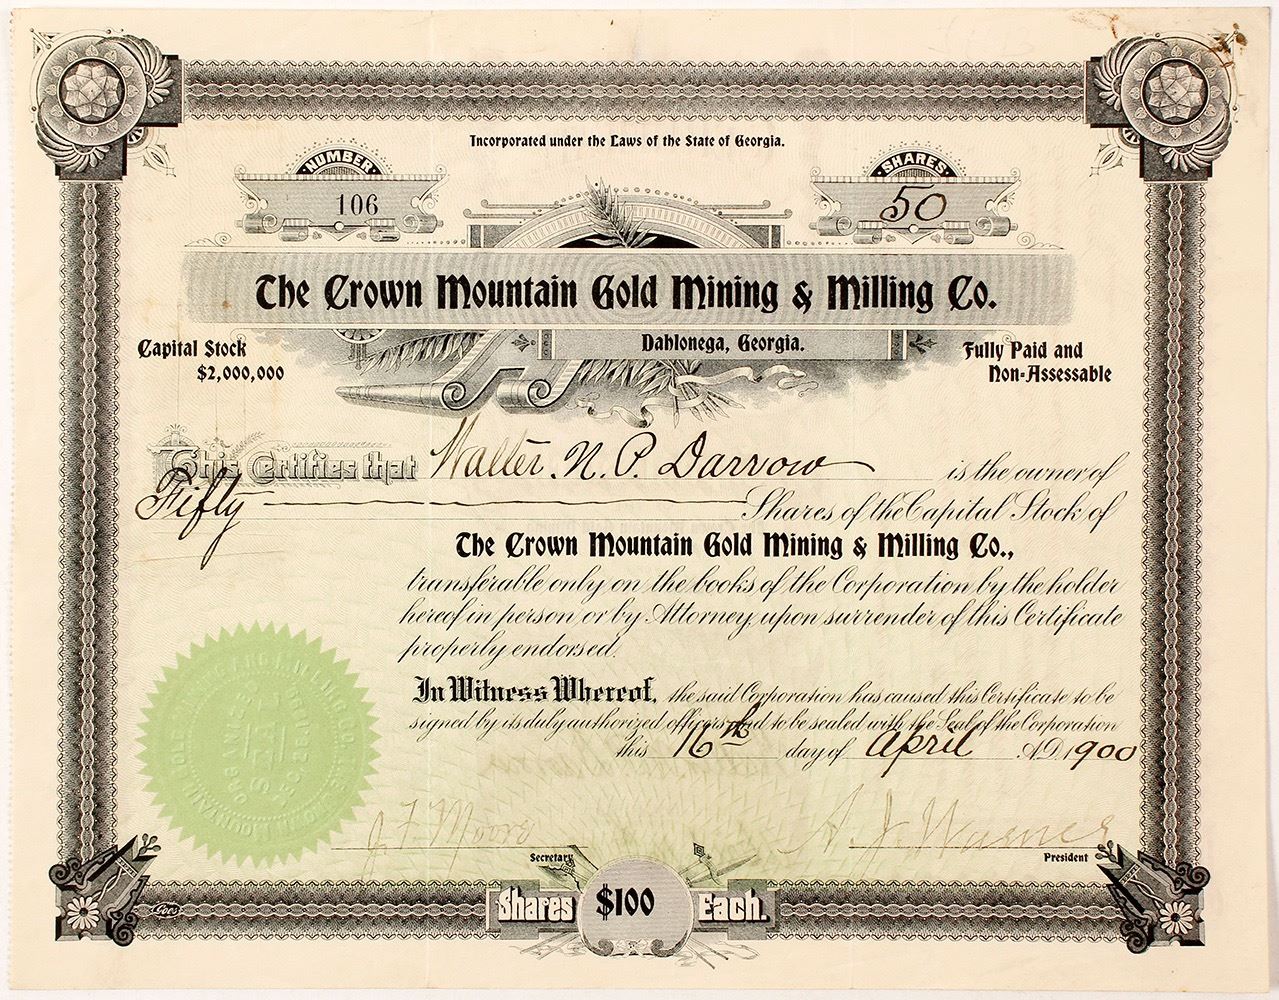 Incorporated under the Laws of the State of Georgia.
NUMBER
106
SHARES
50
The Crown Mountain Gold Mining & Milling Co.
Capital Stock
$2,000,000
Dahlonega, Georgia.
Fully Paid and
Non-Assessable
This Certifies that Walter N. P. Darrow is the owner of
Fifty Shares of the Capital Stock of
The Crown Mountain Gold Mining & Milling Co.,
transferable only on the books of the Corporation by the holder
hereof in person or by Attorney upon surrender of this Certificate
properly endorsed.
In Witness Whereof, the said Corporation has caused this Certificate to be
signed by its duly authorized officers and to be sealed with the Seal of the Corporation
this 16th day of April A.D. 1900
J. F. Moore
Secretary
A. J. Warner
President
Goes
Shares $100 Each.